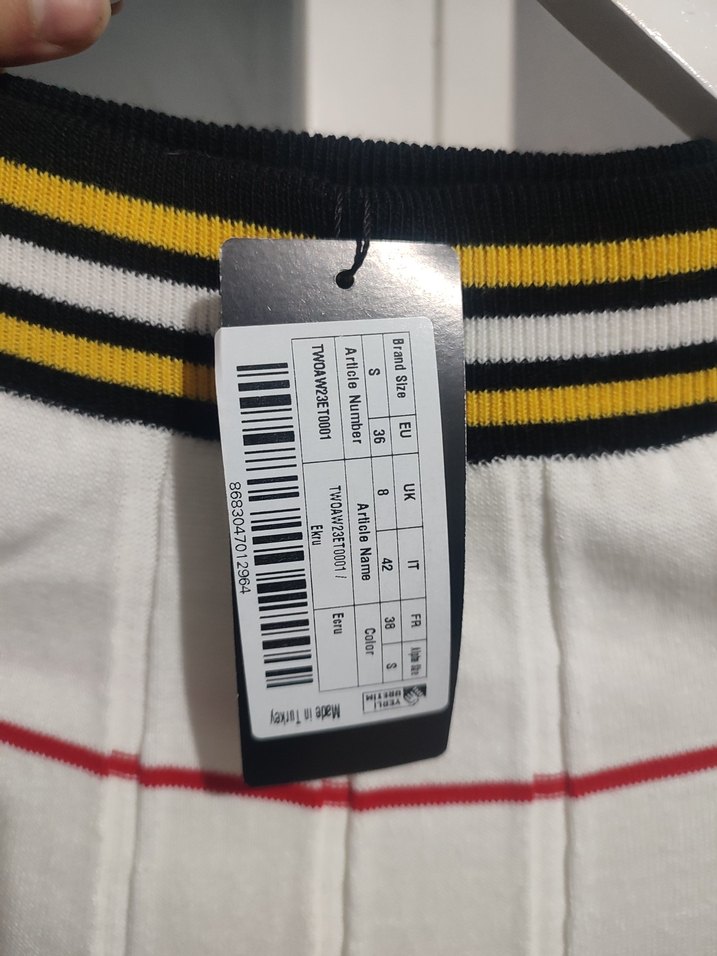 Brand Size EU UK IT FR Alpha Size
S 36 8 42 38 S
Article Number Article Name Color
TWOAW23ET0001 TWOAW23ET0001 / Ekru Ecru
8683047012964
YERLİ
ÜRETİM
Made in Turkey